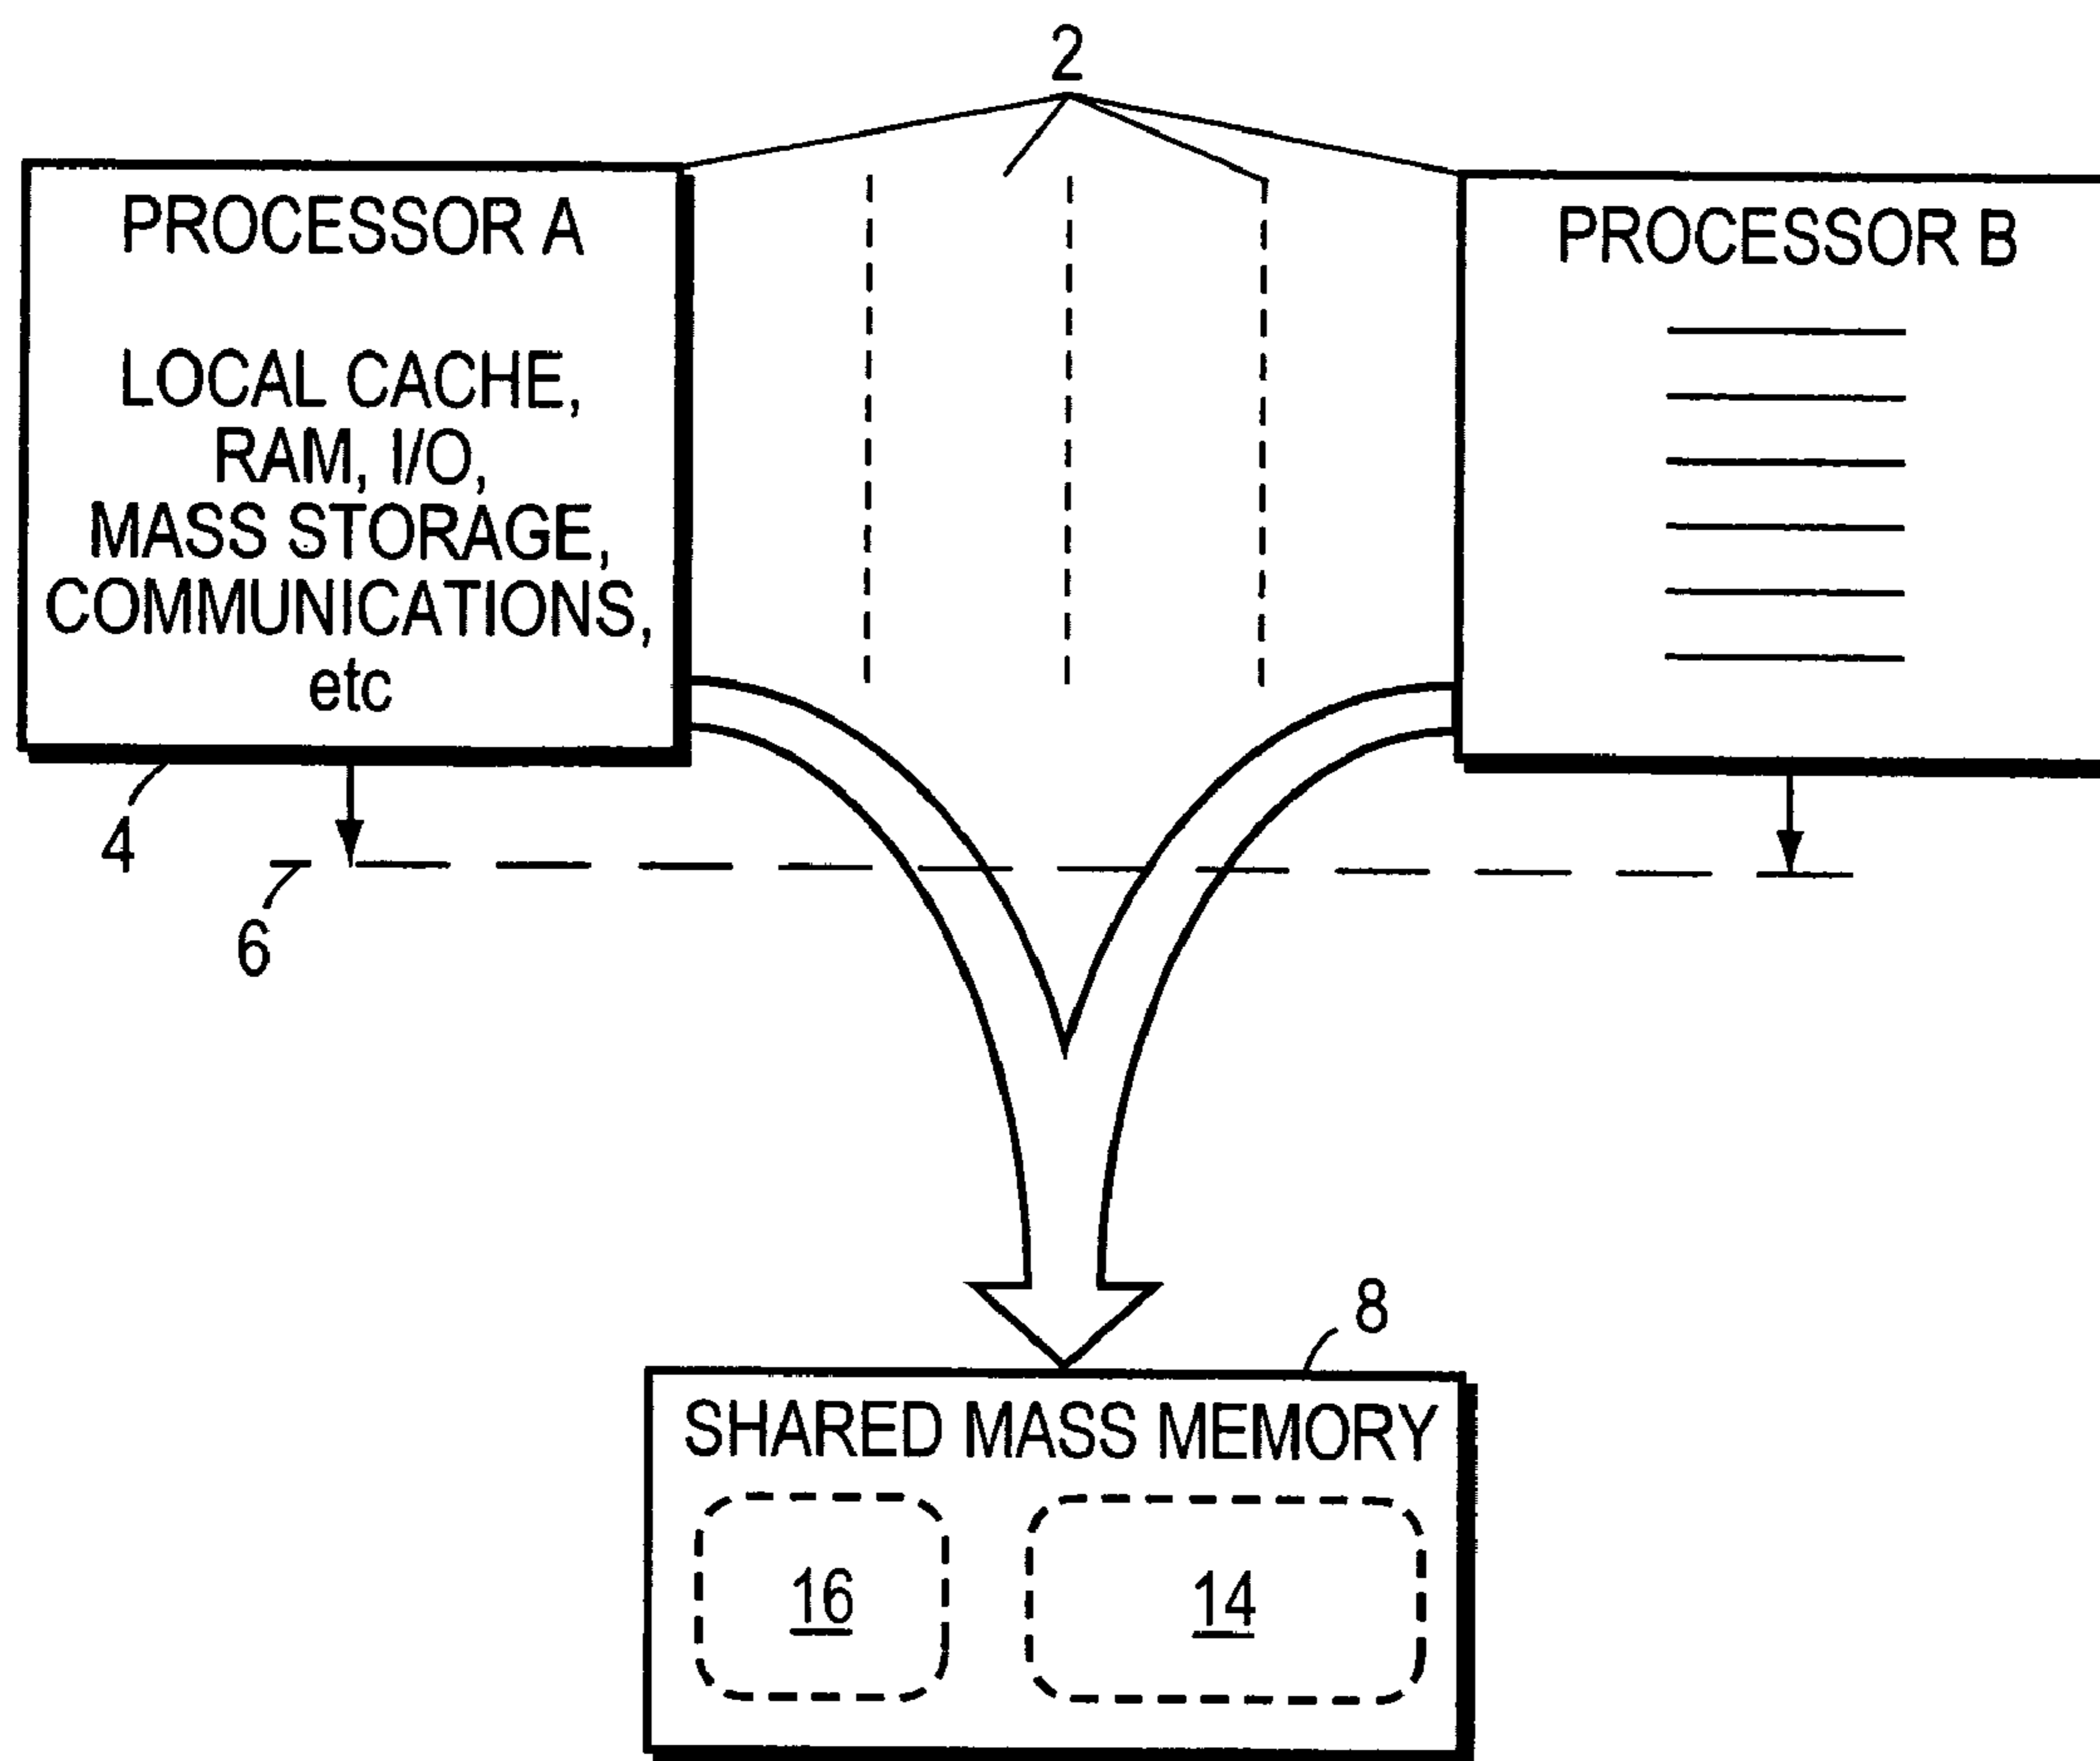 2
PROCESSOR A
LOCAL CACHE,
RAM, I/O,
MASS STORAGE,
COMMUNICATIONS,
etc
PROCESSOR B
4
6
8
SHARED MASS MEMORY
16
14